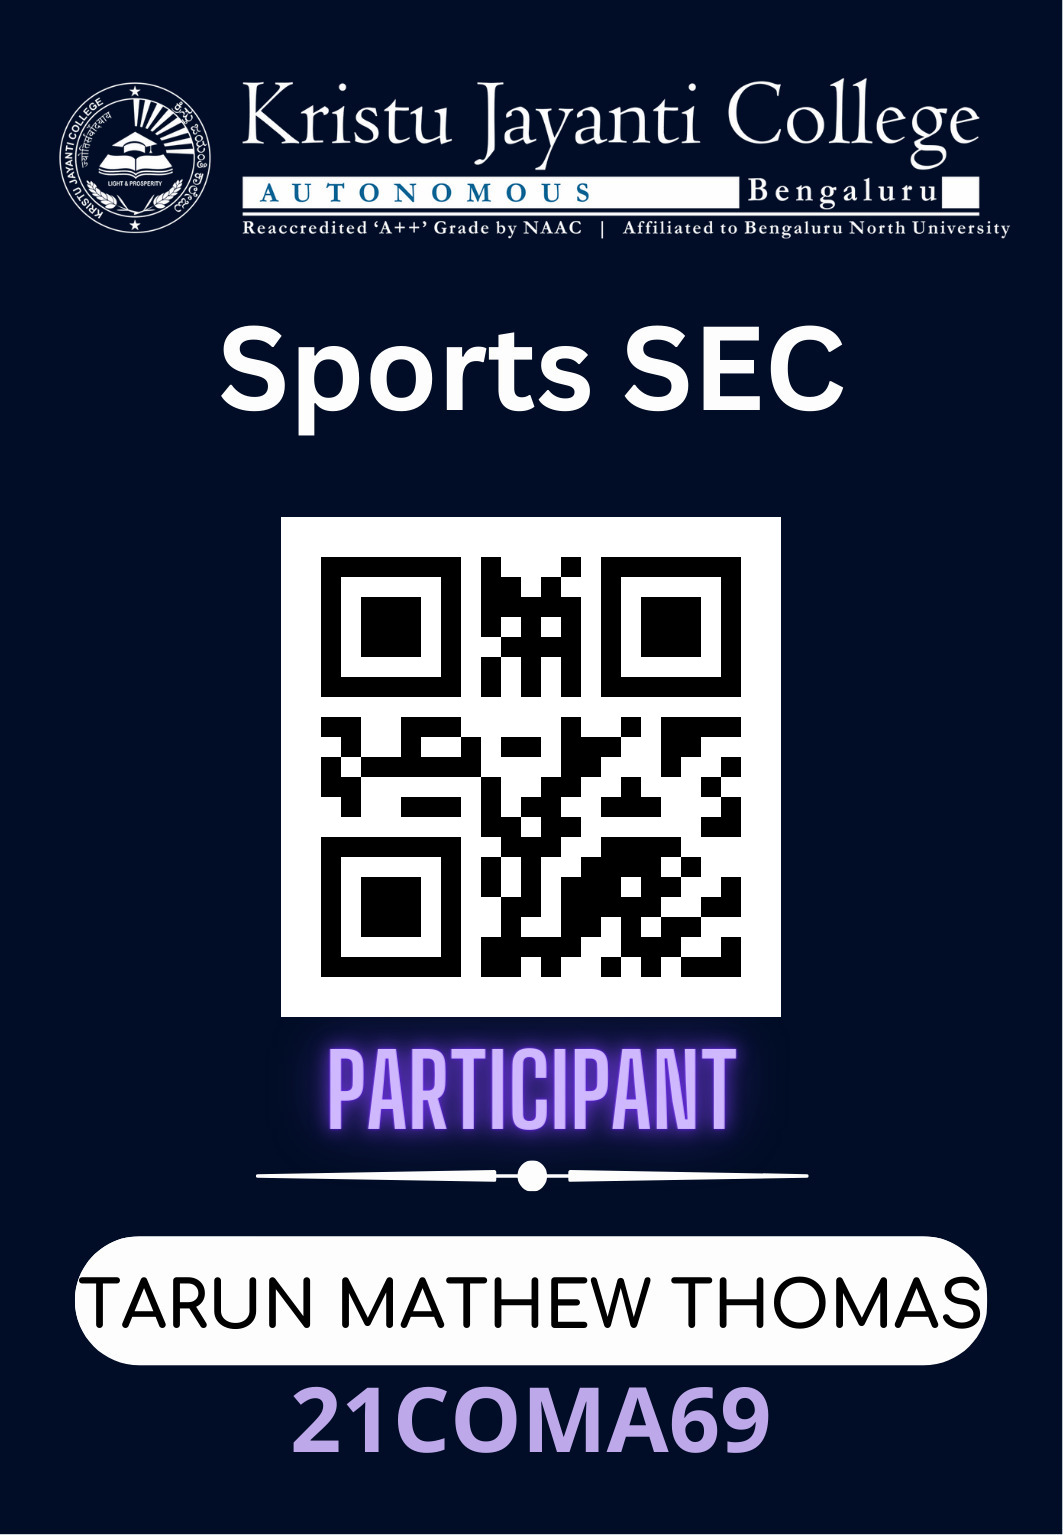 Kristu Jayanti College
AUTONOMOUS Bengaluru
Reaccredited ‘A++’ Grade by NAAC | Affiliated to Bengaluru North University
KRISTU JAYANTI COLLEGE
ಕ್ರಿಸ್ತು ಜಯಂತಿ ಕಾಲೇಜು
LIGHT & PROSPERITY
Sports SEC
PARTICIPANT
TARUN MATHEW THOMAS
21COMA69